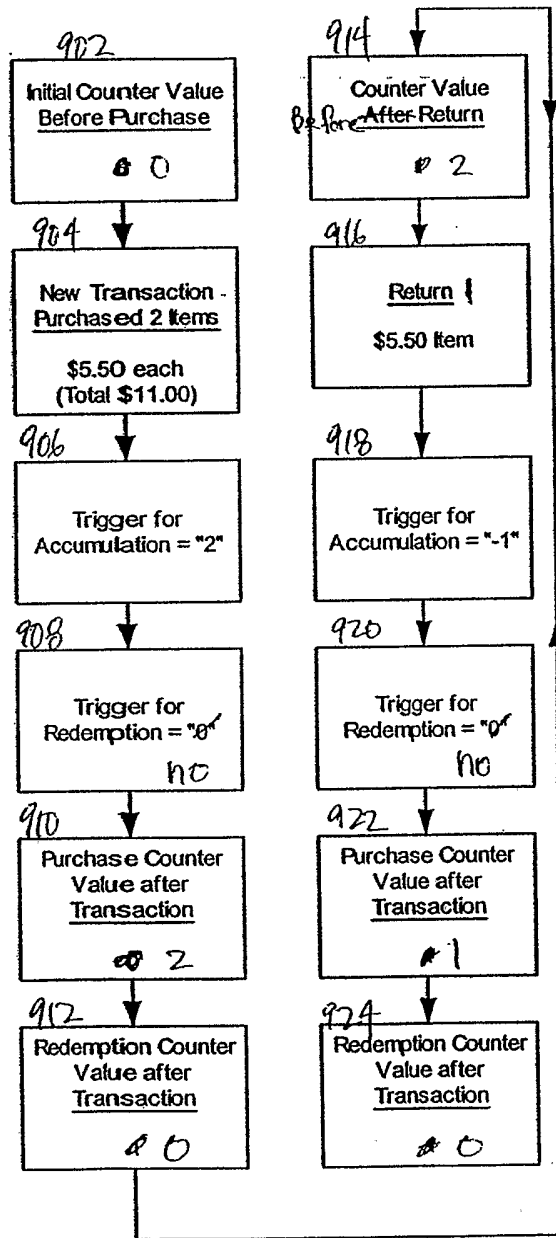 902
Initial Counter Value
Before Purchase
0
904
New Transaction -
Purchased 2 Items
$5.50 each
(Total $11.00)
906
Trigger for
Accumulation = "2"
908
Trigger for
Redemption = "0"
no
910
Purchase Counter
Value after
Transaction
2
912
Redemption Counter
Value after
Transaction
0
914
Counter Value
Before After Return
2
916
Return 1
$5.50 Item
918
Trigger for
Accumulation = "-1"
920
Trigger for
Redemption = "0"
no
922
Purchase Counter
Value after
Transaction
1
924
Redemption Counter
Value after
Transaction
0